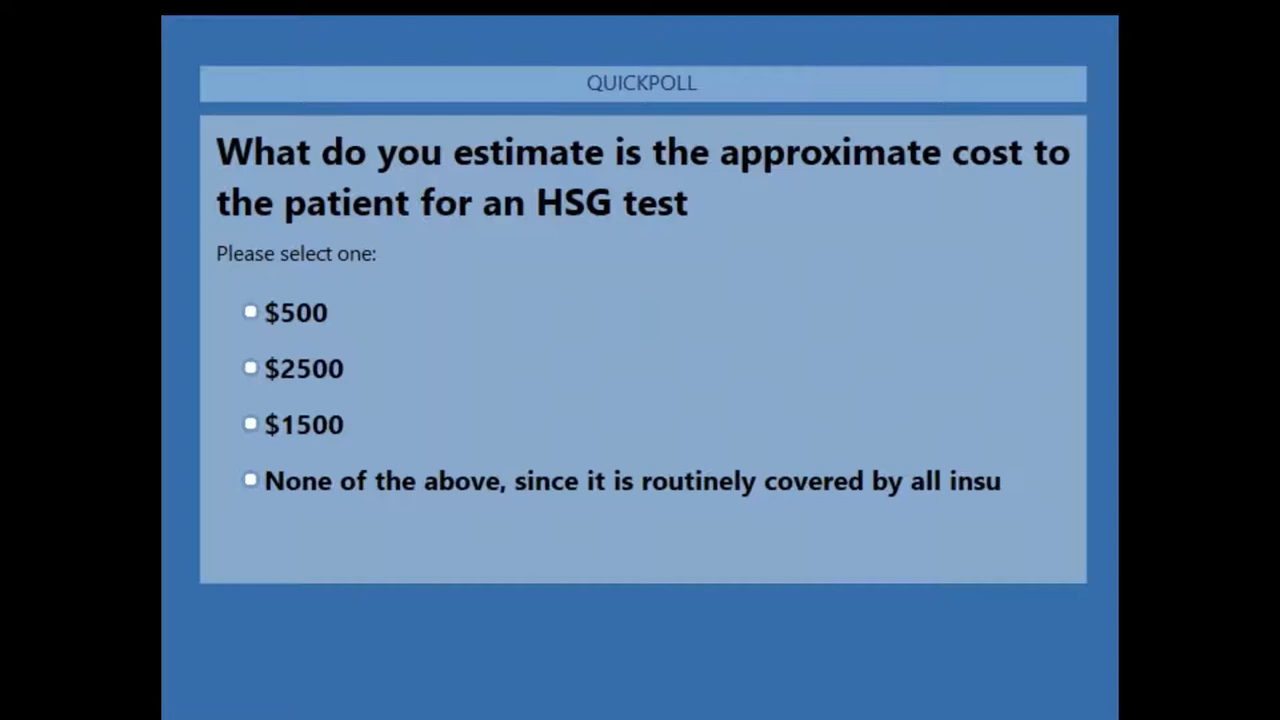 QUICKPOLL
What do you estimate is the approximate cost to
the patient for an HSG test
Please select one:
$500
$2500
$1500
None of the above, since it is routinely covered by all insu